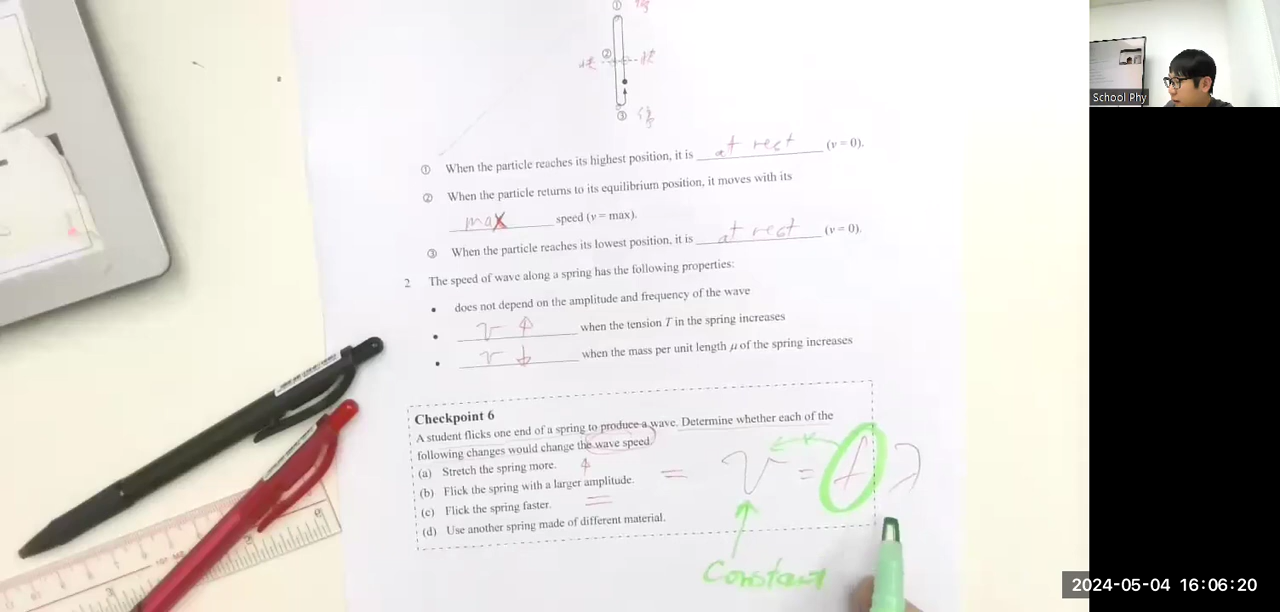 ①
②
③
① When the particle reaches its highest position, it is at rest (v = 0).
② When the particle returns to its equilibrium position, it moves with its
max speed (v = max).
③ When the particle reaches its lowest position, it is at rest (v = 0).
2 The speed of wave along a spring has the following properties:
• does not depend on the amplitude and frequency of the wave
• v ↑ when the tension T in the spring increases
• v ↓ when the mass per unit length μ of the spring increases
Checkpoint 6
A student flicks one end of a spring to produce a wave. Determine whether each of the
following changes would change the wave speed.
(a) Stretch the spring more. ↑
(b) Flick the spring with a larger amplitude. =
(c) Flick the spring faster. =
(d) Use another spring made of different material.
v = f λ
Constant
School Phy
2024-05-04 16:06:20